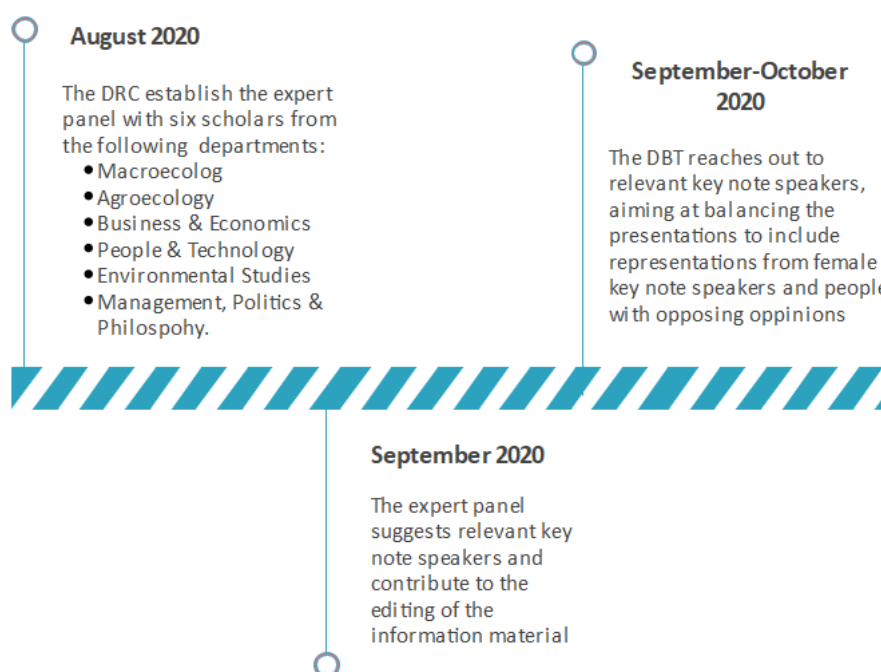 August 2020
The DRC establish the expert
panel with six scholars from
the following departments:
•Macroecolog
•Agroecology
•Business & Economics
•People & Technology
•Environmental Studies
•Management, Politics &
Philospohy.
September-October
2020
The DBT reaches out to
relevant key note speakers,
aiming at balancing the
presentations to include
representations from female
key note speakers and people
with opposing oppinions
September 2020
The expert panel
suggests relevant key
note speakers and
contribute to the
editing of the
information material